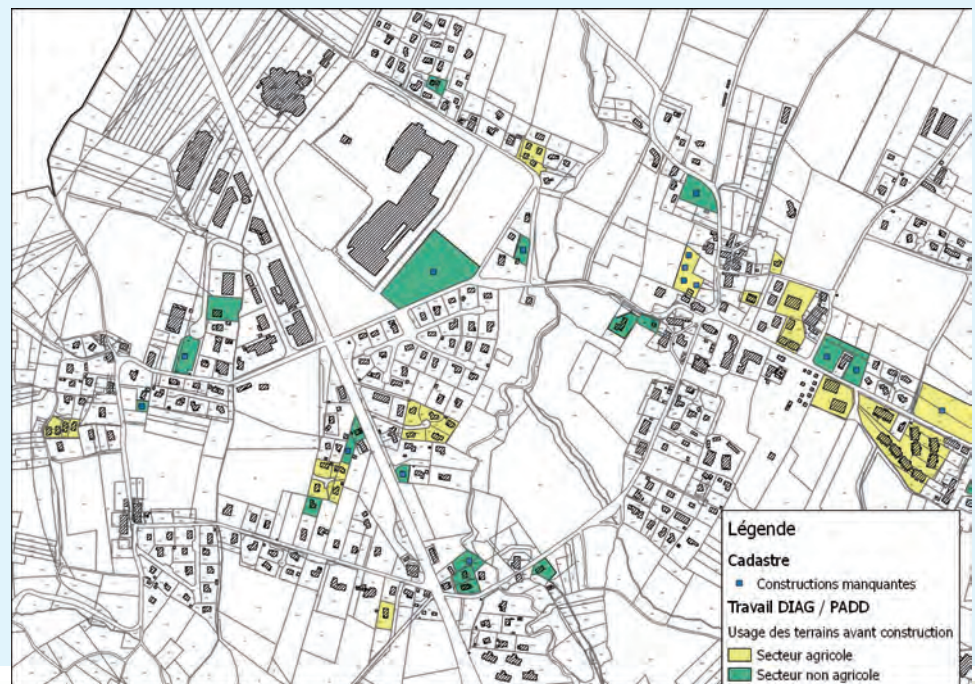 Légende
Cadastre
Constructions manquantes
Travail DIAG / PADD
Usage des terrains avant construction
Secteur agricole
Secteur non agricole